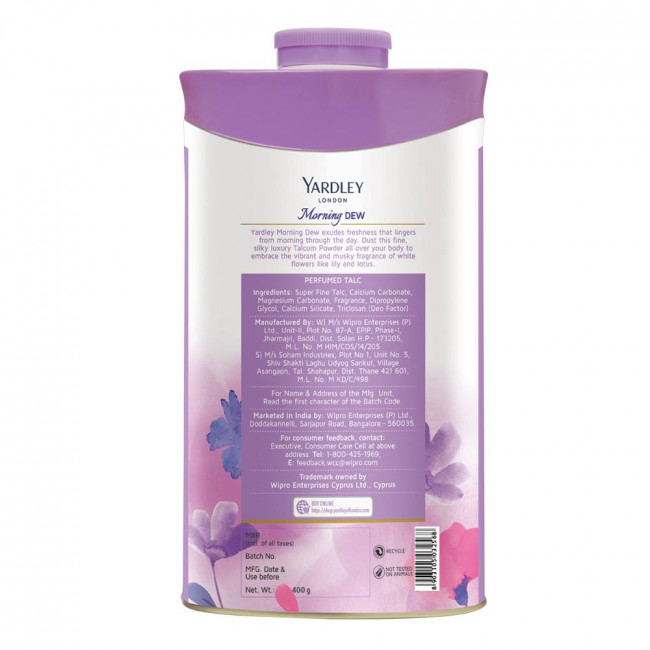 YARDLEY
LONDON
Morning DEW
Yardley Morning Dew exudes freshness that lingers
from morning through the day. Dust this fine,
silky luxury Talcum Powder all over your body to
embrace the vibrant and musky fragrance of white
flowers like lily and lotus.
PERFUMED TALC
Ingredients: Super Fine Talc, Calcium Carbonate,
Magnesium Carbonate, Fragrance, Dipropylene
Glycol, Calcium Silicate, Triclosan (Deo Factor)
Manufactured By: W) M/s Wipro Enterprises (P)
Ltd., Unit-II, Plot No. 87-A, EPIP, Phase-I,
Jharmajri, Baddi, Dist. Solan H.P - 173205,
M.L. No. M HIM/COS/14/205
S) M/s Soham Industries, Plot No 1, Unit No. 5,
Shiv Shakti Laghu Udyog Sankul, Village
Asangaon, Tal. Shahapur, Dist. Thane 421 601,
M.L. No. M KD/C/498
For Name & Address of the Mfg. Unit,
Read the first character of the Batch Code
Marketed in India by: Wipro Enterprises (P) Ltd.,
Doddakannelli, Sarjapur Road, Bangalore - 560035.
For consumer feedback, contact:
Executive, Consumer Care Cell at above
address. Tel: 1-800-425-1969,
E: feedback.wcc@wipro.com
Trademark owned by
Wipro Enterprises Cyprus Ltd., Cyprus
BUY ONLINE
https://shop.yardleyoflondon.com/
(Incl. of all taxes)
Batch No.
MFG. Date &
Use before
Net. Wt.: 400 g
RECYCLE
NOT TESTED
ON ANIMALS